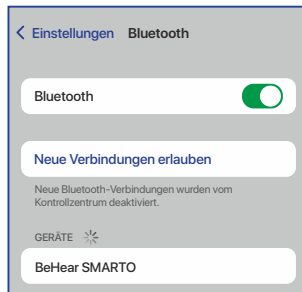 Einstellungen Bluetooth
Bluetooth
Neue Verbindungen erlauben
Neue Bluetooth-Verbindungen wurden vom
Kontrollzentrum deaktiviert.
GERÄTE
BeHear SMARTO